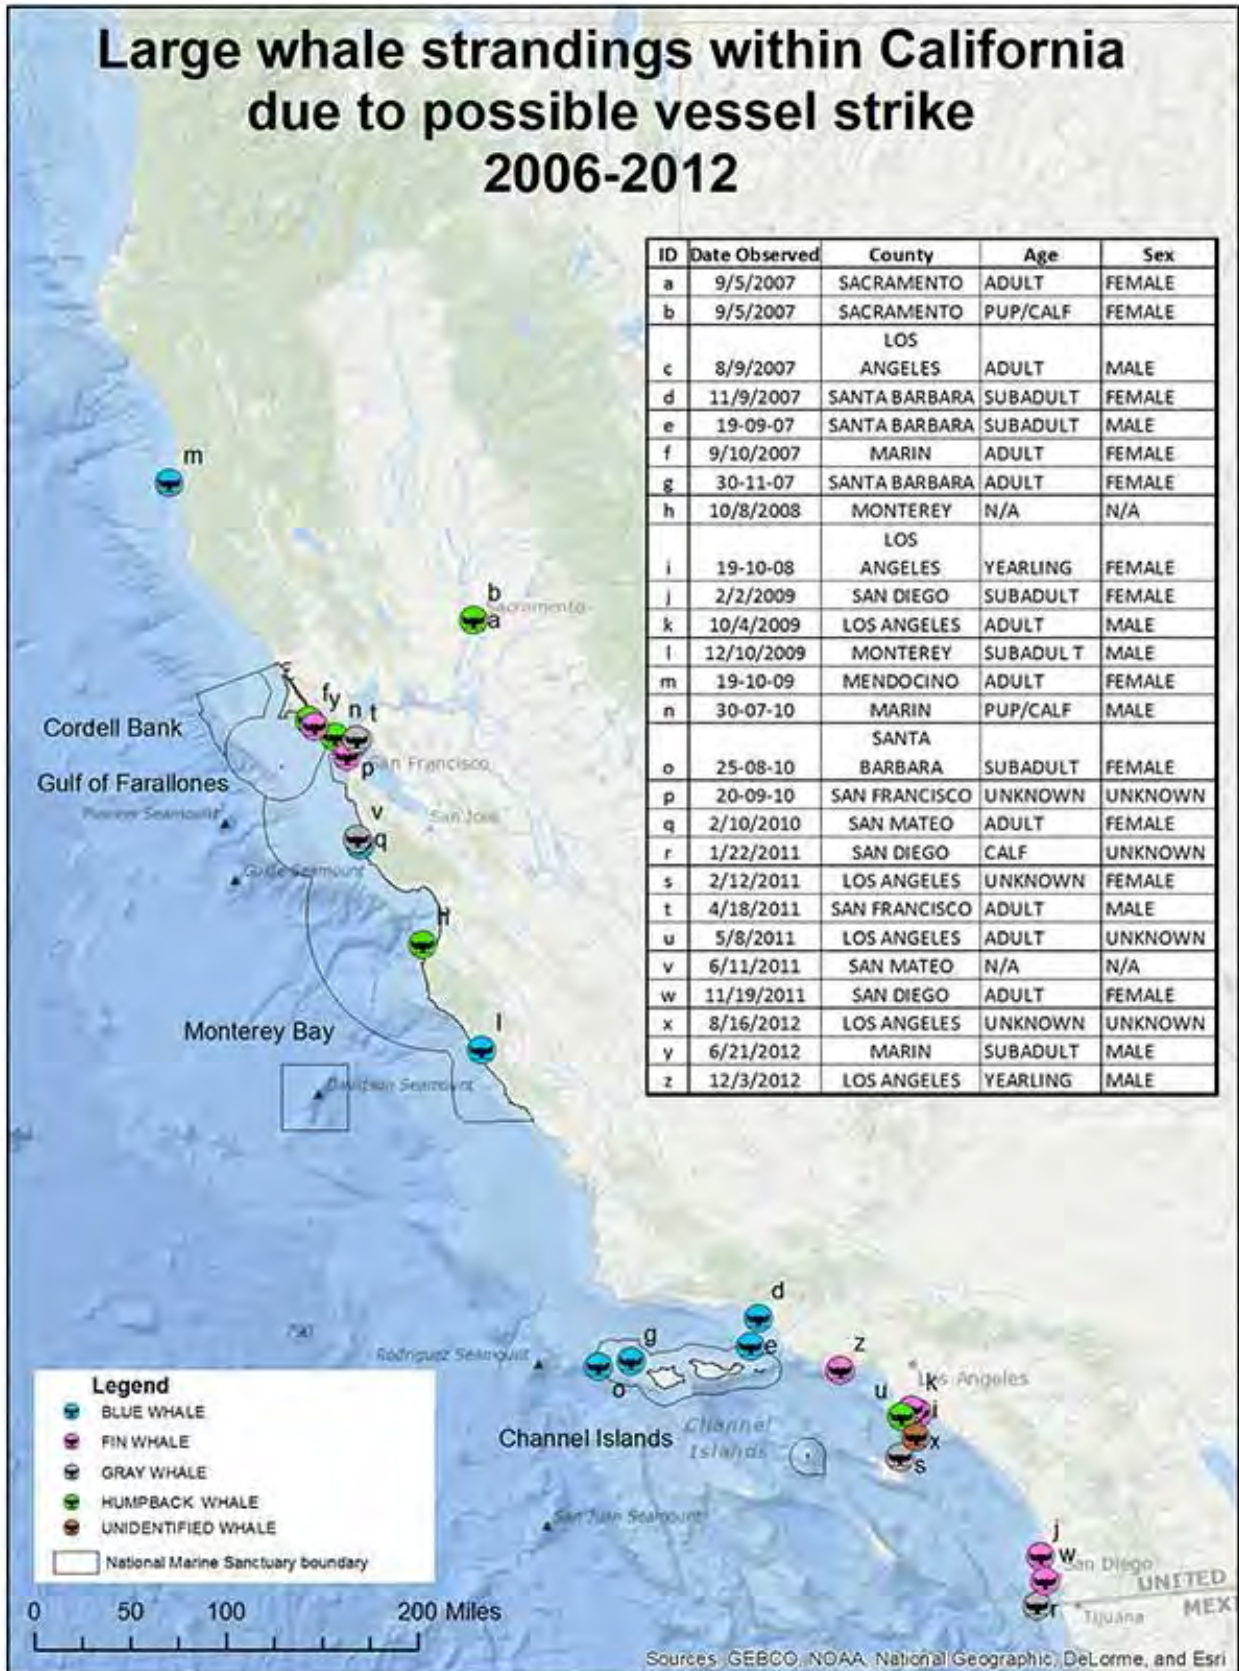 Large whale strandings within California
due to possible vessel strike
2006-2012
ID Date Observed County Age Sex
a 9/5/2007 SACRAMENTO ADULT FEMALE
b 9/5/2007 SACRAMENTO PUP/CALF FEMALE
LOS
c 8/9/2007 ANGELES ADULT MALE
d 11/9/2007 SANTA BARBARA SUBADULT FEMALE
e 19-09-07 SANTA BARBARA SUBADULT MALE
f 9/10/2007 MARIN ADULT FEMALE
g 30-11-07 SANTA BARBARA ADULT FEMALE
h 10/8/2008 MONTEREY N/A N/A
LOS
i 19-10-08 ANGELES YEARLING FEMALE
j 2/2/2009 SAN DIEGO SUBADULT FEMALE
k 10/4/2009 LOS ANGELES ADULT MALE
l 12/10/2009 MONTEREY SUBADUL T MALE
m 19-10-09 MENDOCINO ADULT FEMALE
n 30-07-10 MARIN PUP/CALF MALE
SANTA
o 25-08-10 BARBARA SUBADULT FEMALE
p 20-09-10 SAN FRANCISCO UNKNOWN UNKNOWN
q 2/10/2010 SAN MATEO ADULT FEMALE
r 1/22/2011 SAN DIEGO CALF UNKNOWN
s 2/12/2011 LOS ANGELES UNKNOWN FEMALE
t 4/18/2011 SAN FRANCISCO ADULT MALE
u 5/8/2011 LOS ANGELES ADULT UNKNOWN
v 6/11/2011 SAN MATEO N/A N/A
w 11/19/2011 SAN DIEGO ADULT FEMALE
x 8/16/2012 LOS ANGELES UNKNOWN UNKNOWN
y 6/21/2012 MARIN SUBADULT MALE
z 12/3/2012 LOS ANGELES YEARLING MALE
m
b
Sacramento
a
f y n t
Cordell Bank
San Francisco
p
Gulf of Farallones
Pioneer Seamount
v
San Jose
q
Guide Seamount
h
l
Monterey Bay
Davidson Seamount
d
g
e
z
Rodriguez Seamount
o
Los Angeles
k
u
i
Channel Islands
Channel
Islands
x
s
San Juan Seamount
j
w
San Diego
UNITED
r
Tijuana
MEXI
Legend
BLUE WHALE
FIN WHALE
GRAY WHALE
HUMPBACK WHALE
UNIDENTIFIED WHALE
National Marine Sanctuary boundary
0 50 100 200 Miles
Sources: GEBCO, NOAA, National Geographic, DeLorme, and Esri